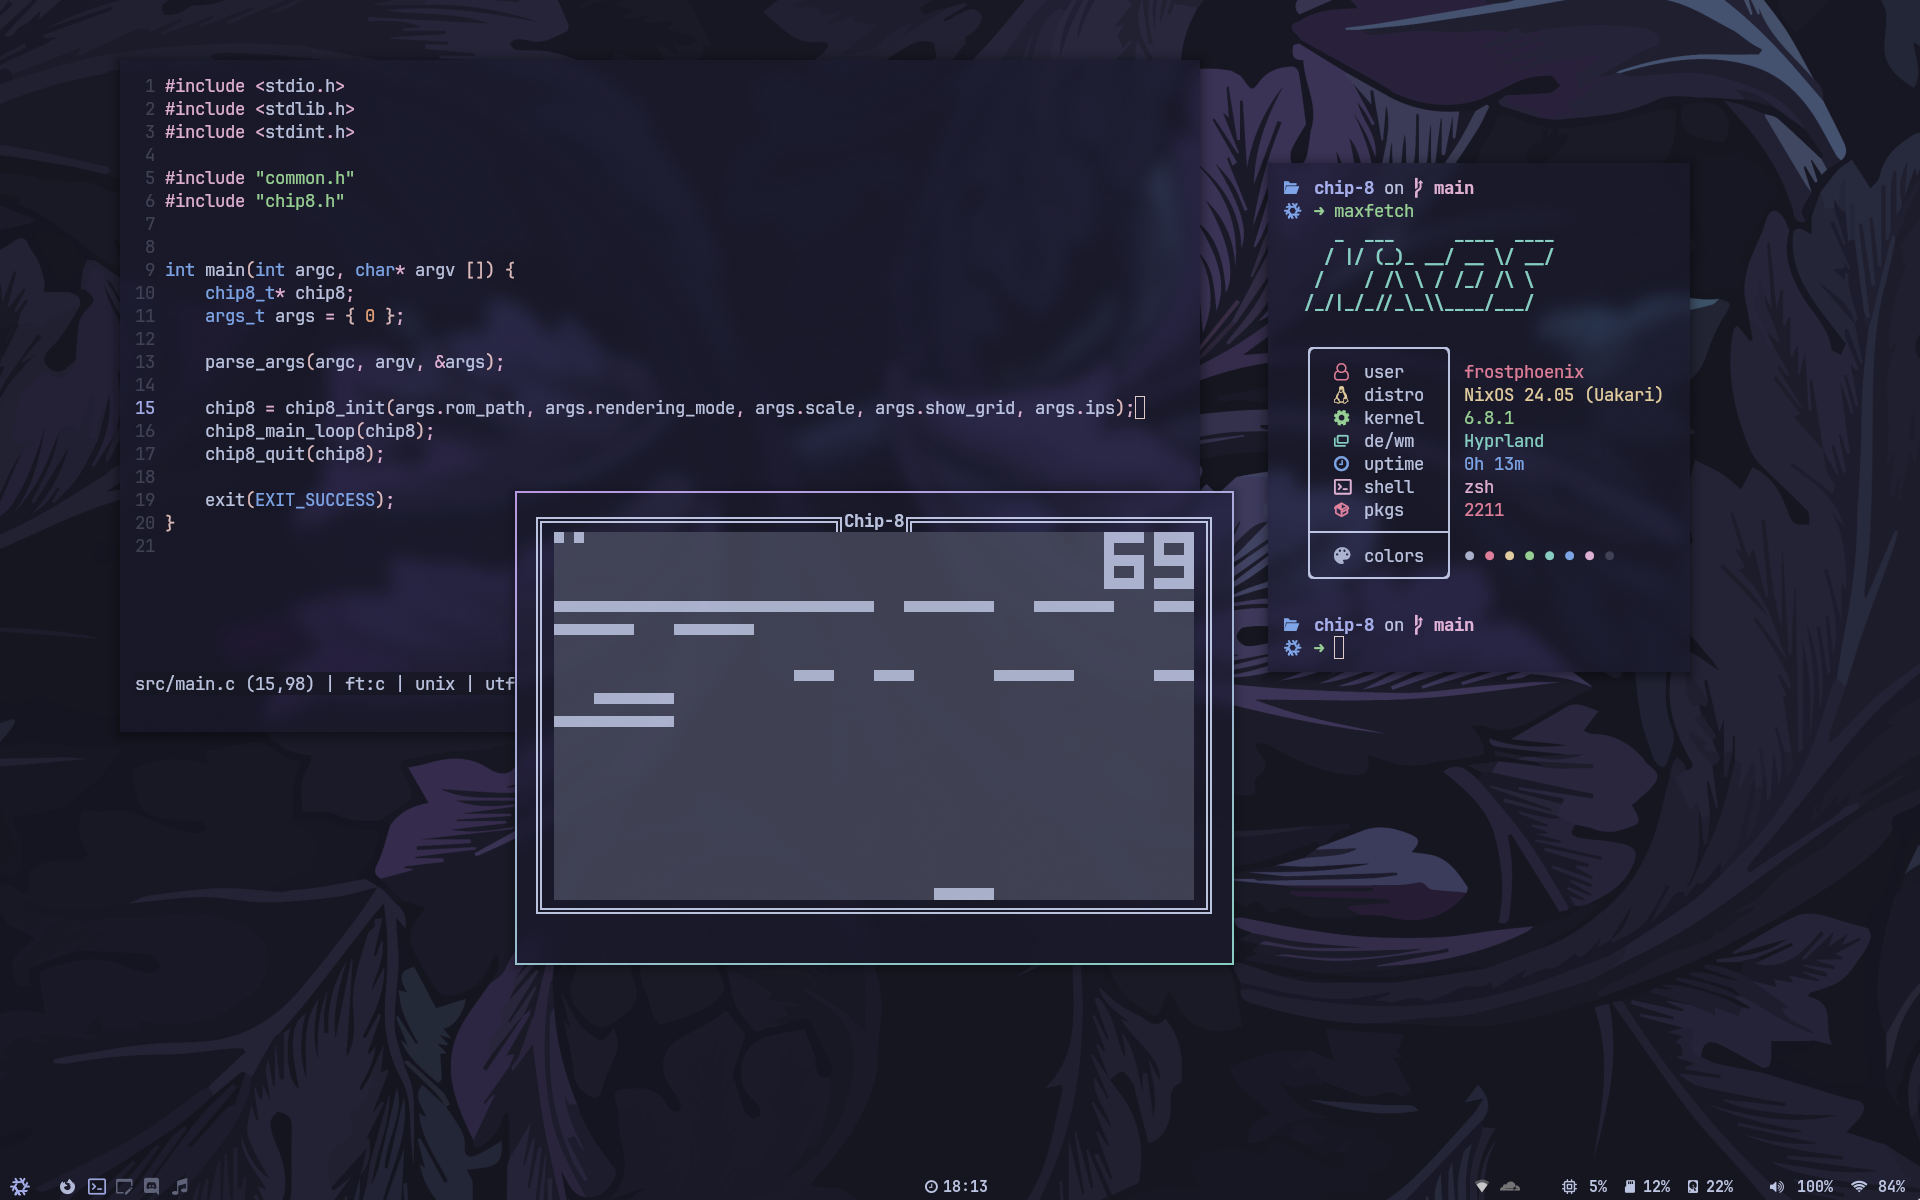 1 #include <stdio.h>
2 #include <stdlib.h>
3 #include <stdint.h>
4
5 #include "common.h"
6 #include "chip8.h"
7
8
9 int main(int argc, char* argv []) {
10 chip8_t* chip8;
11 args_t args = { 0 };
12
13 parse_args(argc, argv, &args);
14
15 chip8 = chip8_init(args.rom_path, args.rendering_mode, args.scale, args.show_grid, args.ips);
16 chip8_main_loop(chip8);
17 chip8_quit(chip8);
18
19 exit(EXIT_SUCCESS);
20 }
21
src/main.c (15,98) | ft:c | unix | utf
chip-8 on main
➜ maxfetch
user frostphoenix
distro NixOS 24.05 (Uakari)
kernel 6.8.1
de/wm Hyprland
uptime 0h 13m
shell zsh
pkgs 2211
colors
chip-8 on main
➜
Chip-8
69
18:13
5% 12% 22% 100% 84%